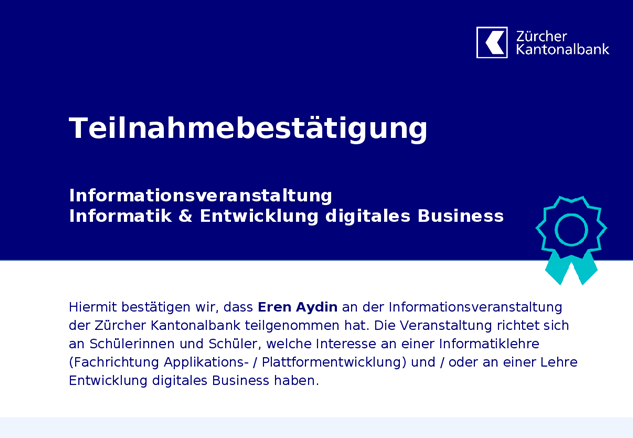 Zürcher
Kantonalbank
Teilnahmebestätigung
Informationsveranstaltung
Informatik & Entwicklung digitales Business
Hiermit bestätigen wir, dass Eren Aydin an der Informationsveranstaltung
der Zürcher Kantonalbank teilgenommen hat. Die Veranstaltung richtet sich
an Schülerinnen und Schüler, welche Interesse an einer Informatiklehre
(Fachrichtung Applikations- / Plattformentwicklung) und / oder an einer Lehre
Entwicklung digitales Business haben.